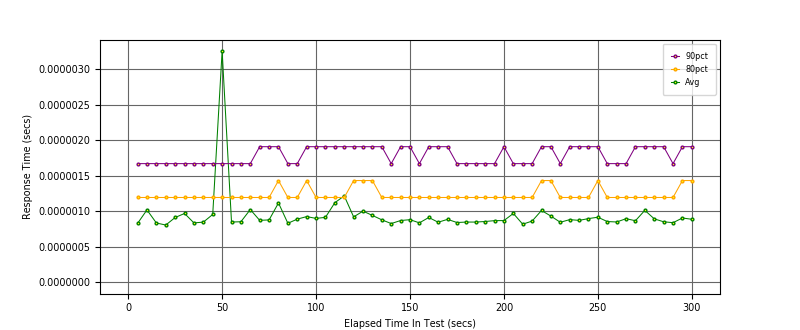 90pct
80pct
Avg
Response Time (secs)
0.0000030
0.0000025
0.0000020
0.0000015
0.0000010
0.0000005
0.0000000
0 50 100 150 200 250 300
Elapsed Time In Test (secs)